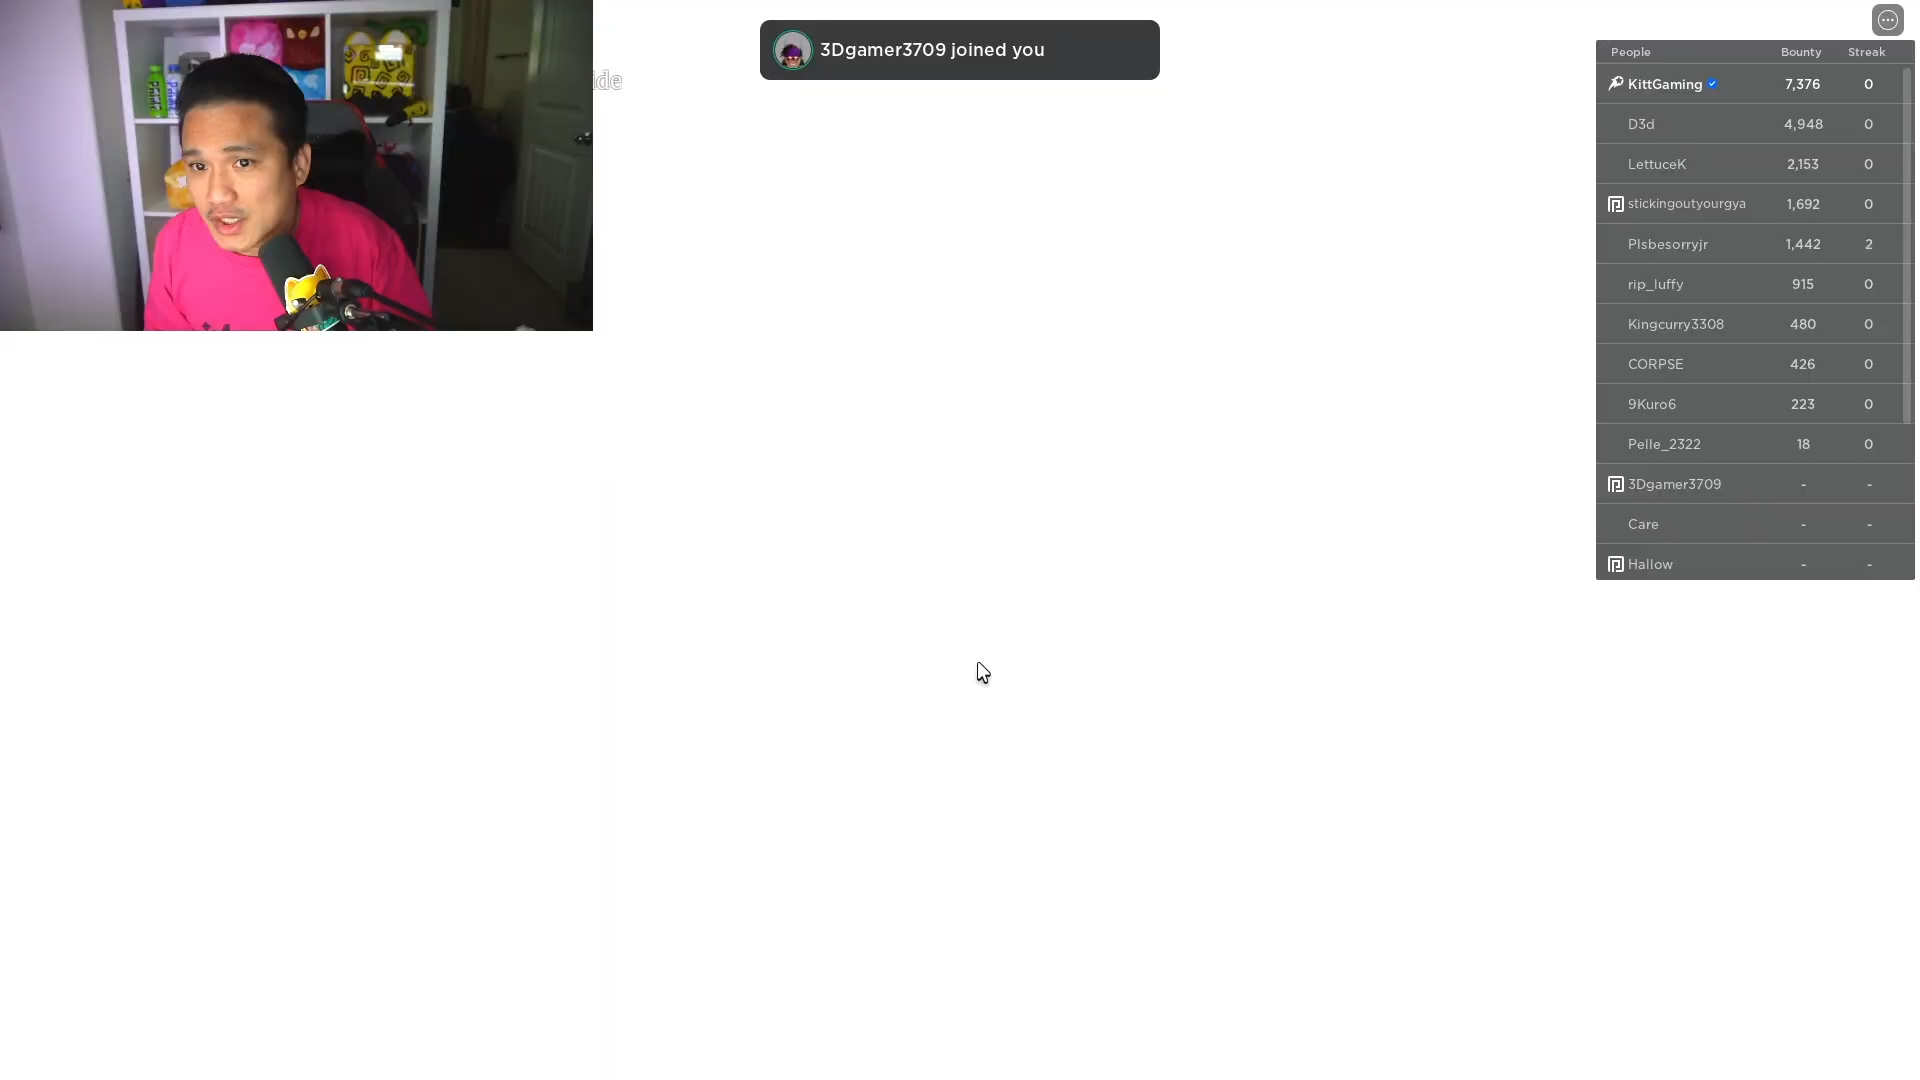 3Dgamer3709 joined you
ide
People Bounty Streak
KittGaming 7,376 0
D3d 4,948 0
LettuceK 2,153 0
stickingoutyourgya 1,692 0
Plsbesorryjr 1,442 2
rip_luffy 915 0
Kingcurry3308 480 0
CORPSE 426 0
9Kuro6 223 0
Pelle_2322 18 0
3Dgamer3709 - -
Care - -
Hallow - -